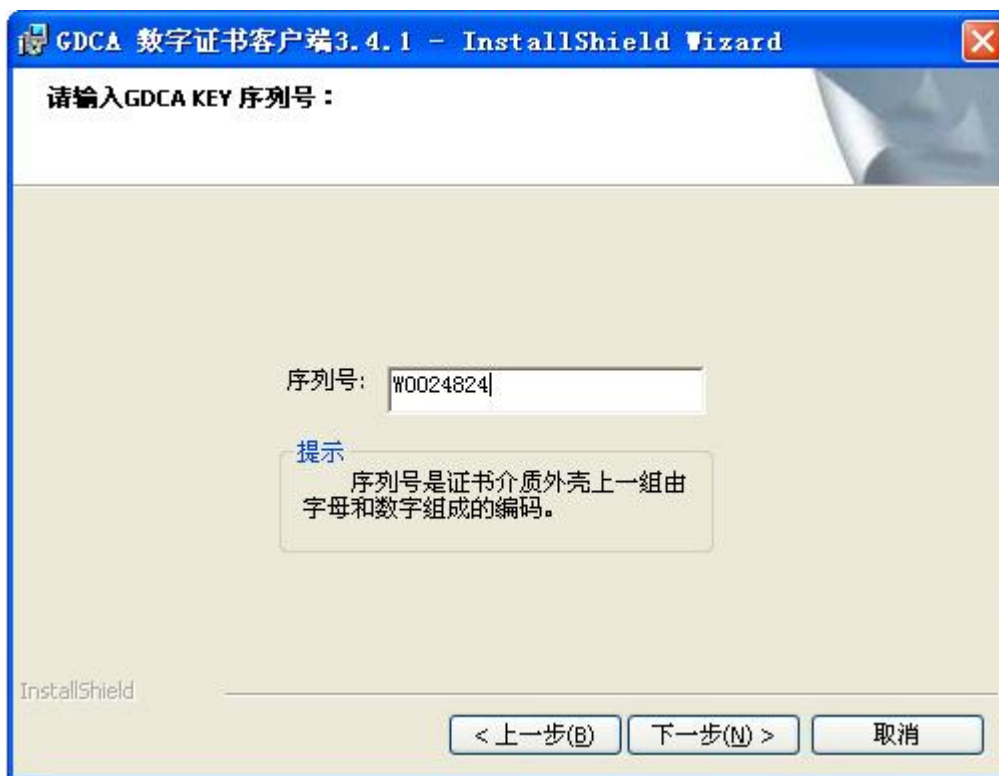 GDCA 数字证书客户端3.4.1 - InstallShield Wizard
请输入GDCA KEY 序列号：
序列号:
W0024824
提示
序列号是证书介质外壳上一组由
字母和数字组成的编码。
InstallShield
< 上一步(B)
下一步(N) >
取消